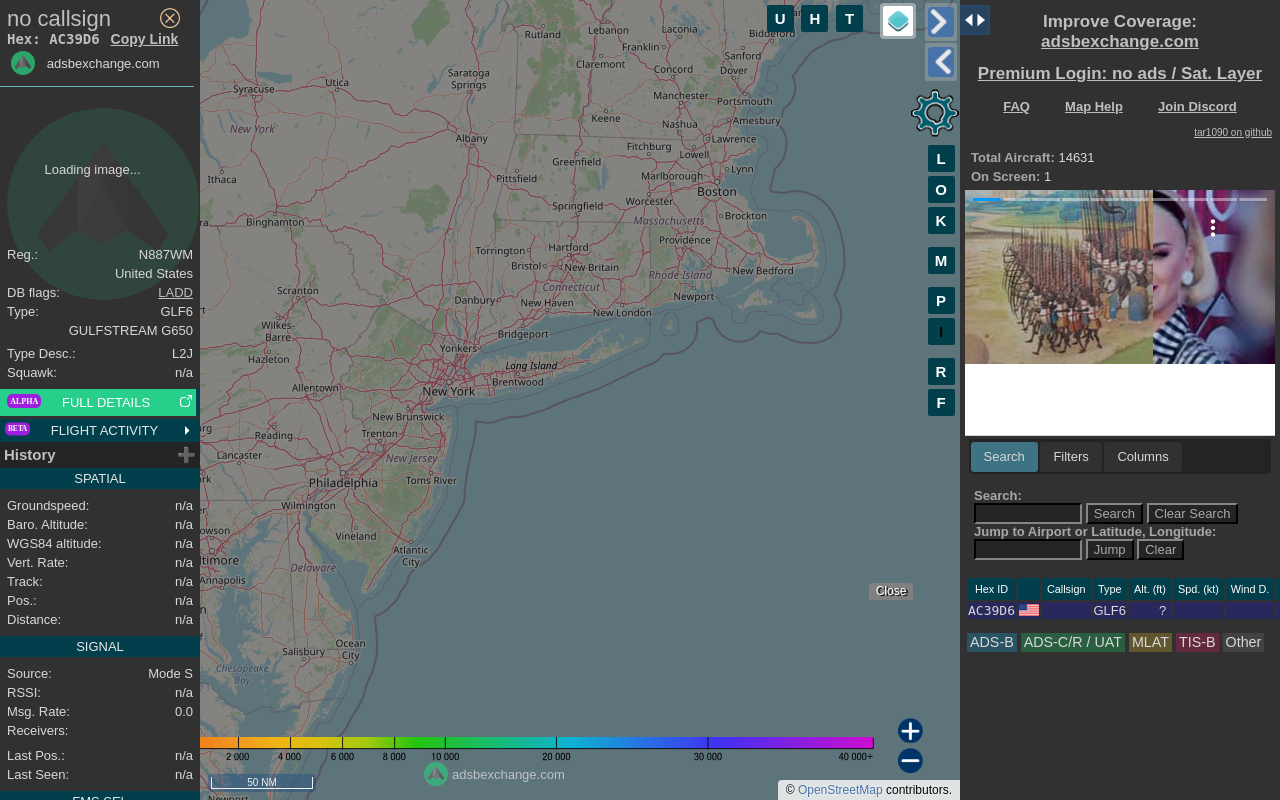 no callsign
Hex: AC39D6 Copy Link
adsbexchange.com
Loading image...
Reg.: N887WM
United States
DB flags: LADD
Type: GLF6
GULFSTREAM G650
Type Desc.: L2J
Squawk: n/a
ALPHA FULL DETAILS
BETA FLIGHT ACTIVITY
History
SPATIAL
Groundspeed: n/a
Baro. Altitude: n/a
WGS84 altitude: n/a
Vert. Rate: n/a
Track: n/a
Pos.: n/a
Distance: n/a
SIGNAL
Source: Mode S
RSSI: n/a
Msg. Rate: 0.0
Receivers:
Last Pos.: n/a
Last Seen: n/a
FMS SEL
U H T
L
O
K
M
P
I
R
F
Rutland
Lebanon
Laconia
Biddeford
Franklin
Sanford
Claremont
Concord
Dover
Utica
Saratoga
Springs
Syracuse
Manchester
Portsmouth
Keene
Nashua
Amesbury
New York
Albany
Fitchburg
Lawrence
Greenfield
Lowell
Ithaca
Pittsfield
Marlborough
Lynn
Boston
Worcester
Springfield
Binghamton
Massachusetts
Brockton
Providence
Torrington
Hartford
Bristol
New Britain
Rhode Island
New Bedford
Connecticut
Scranton
Danbury
New Haven
Newport
New London
Wilkes-
Barre
Bridgeport
Yonkers
Hazleton
Long Island
Brentwood
Allentown
New York
New Brunswick
Reading
Trenton
Lancaster
New Jersey
Toms River
Philadelphia
Wilmington
Vineland
Atlantic
City
Delaware
Annapolis
Ocean
City
Salisbury
Chesapeake
Bay
Close
2 000 4 000 6 000 8 000 10 000 20 000 30 000 40 000+
adsbexchange.com
50 NM
© OpenStreetMap contributors.
Improve Coverage:
adsbexchange.com
Premium Login: no ads / Sat. Layer
FAQ Map Help Join Discord
tar1090 on github
Total Aircraft: 14631
On Screen: 1
Search Filters Columns
Search:
Search Clear Search
Jump to Airport or Latitude, Longitude:
Jump Clear
Hex ID Callsign Type Alt. (ft) Spd. (kt) Wind D.
AC39D6 GLF6 ?
ADS-B ADS-C/R / UAT MLAT TIS-B Other